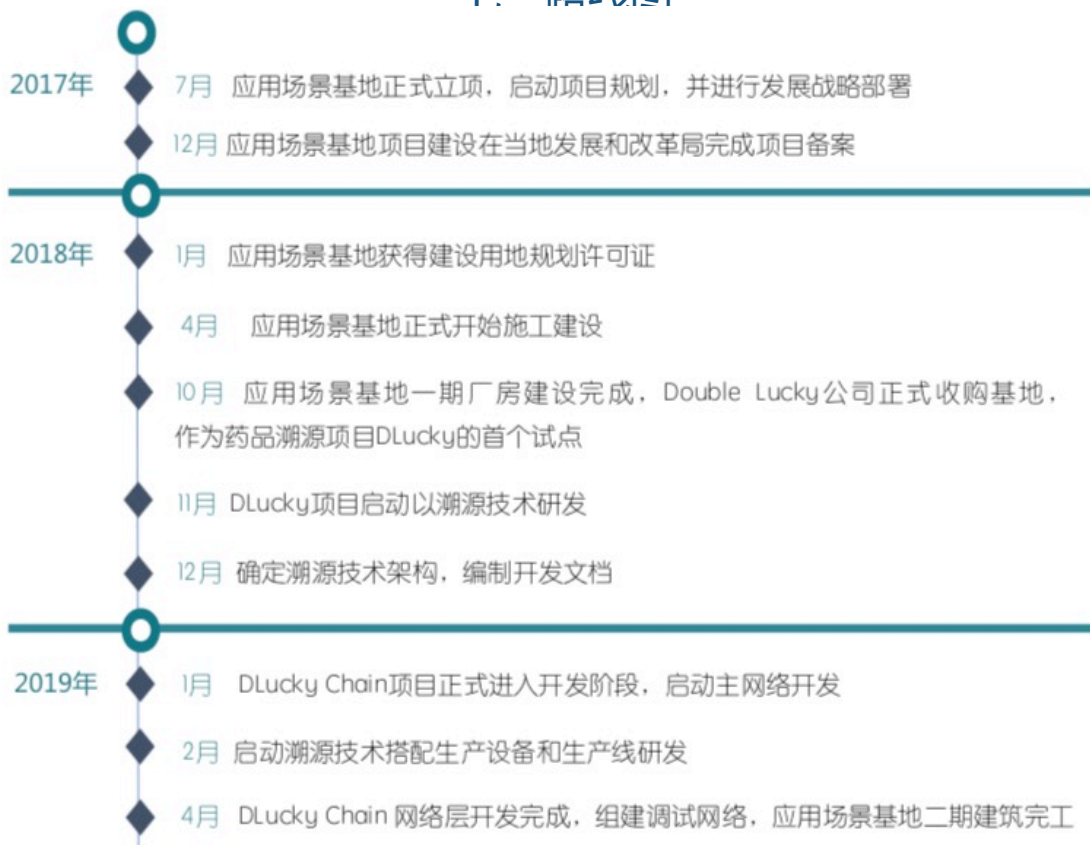 2017年
7月 应用场景基地正式立项，启动项目规划，并进行发展战略部署
12月 应用场景基地项目建设在当地发展和改革局完成项目备案
2018年
1月 应用场景基地获得建设用地规划许可证
4月 应用场景基地正式开始施工建设
10月 应用场景基地一期厂房建设完成，Double Lucky公司正式收购基地，
作为药品溯源项目DLucky的首个试点
11月 DLucky项目启动以溯源技术研发
12月 确定溯源技术架构，编制开发文档
2019年
1月 DLucky Chain项目正式进入开发阶段，启动主网络开发
2月 启动溯源技术搭配生产设备和生产线研发
4月 DLucky Chain 网络层开发完成，组建调试网络，应用场景基地二期建筑完工